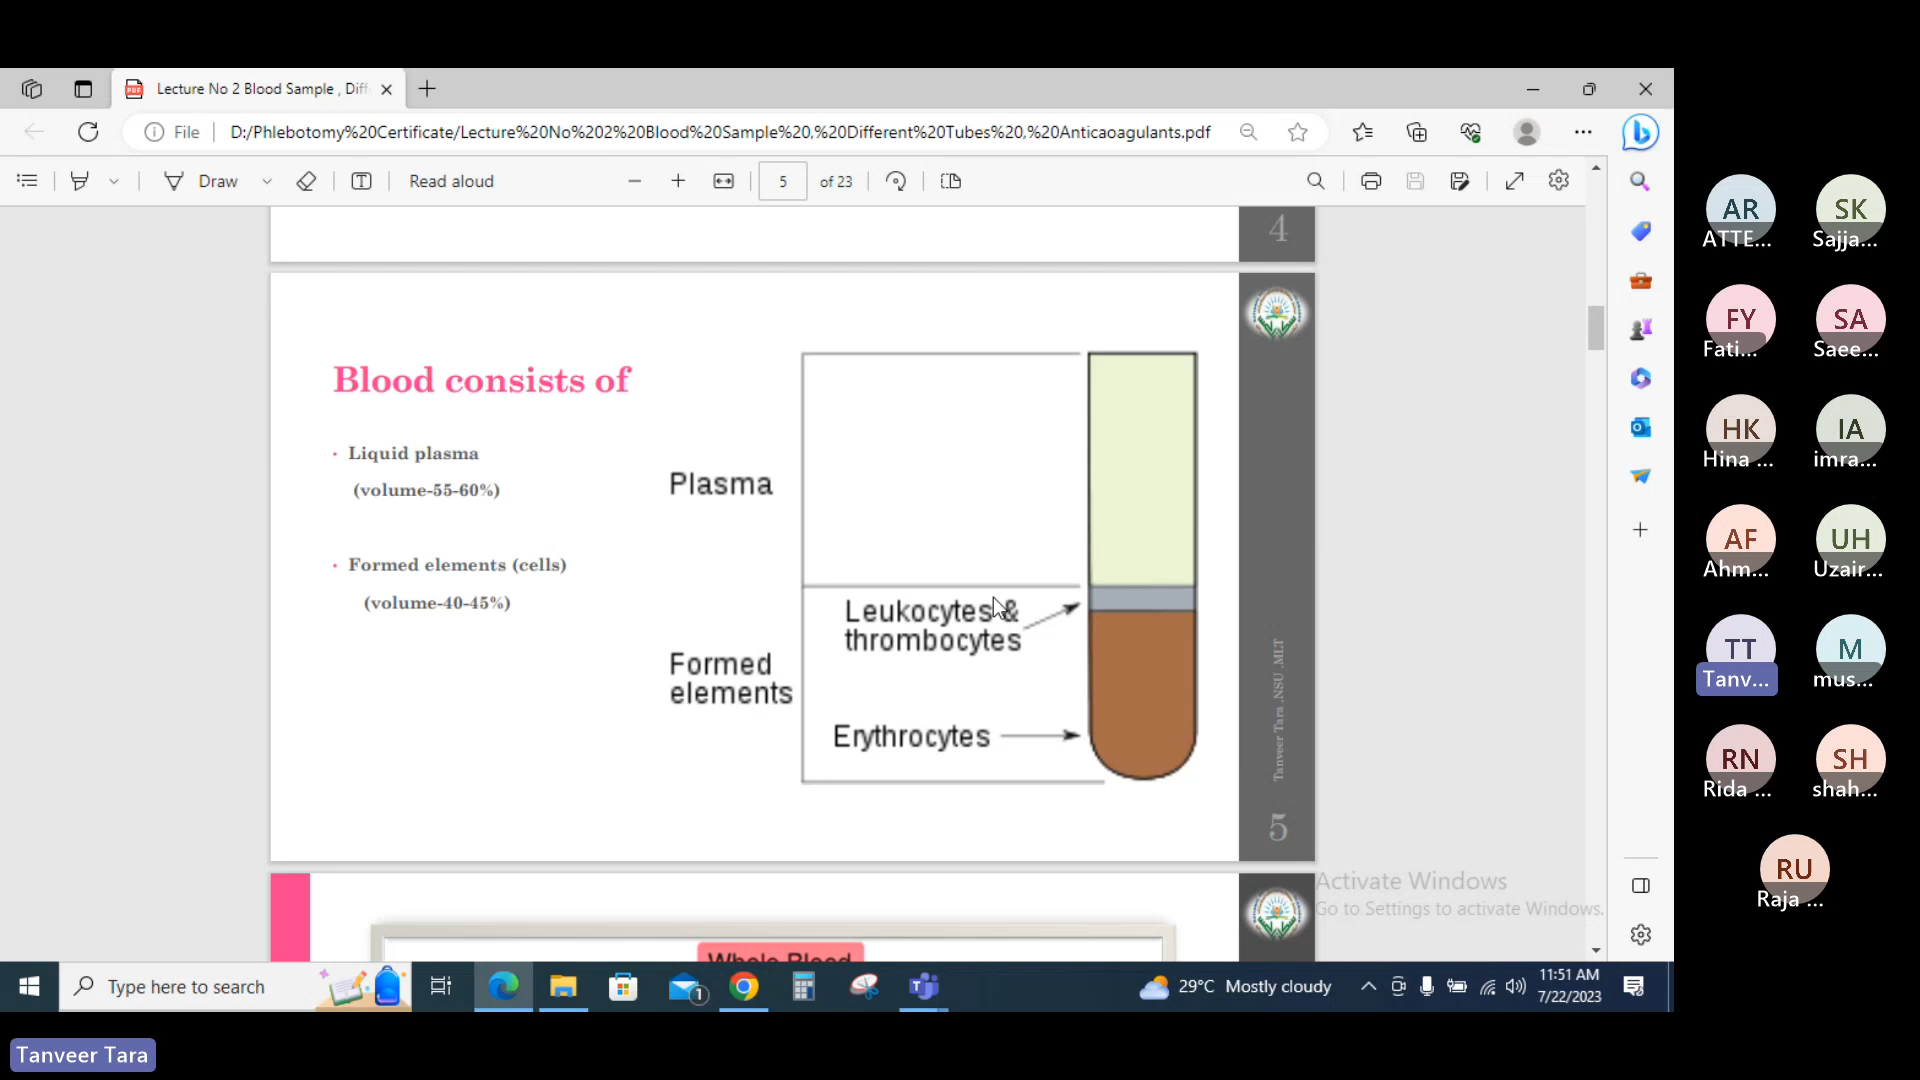 Lecture No 2 Blood Sample , Diff
File
D:/Phlebotomy%20Certificate/Lecture%20No%202%20Blood%20Sample%20,%20Different%20Tubes%20,%20Anticaoagulants.pdf
Draw
Read aloud
5
of 23
4
Blood consists of
• Liquid plasma
(volume-55-60%)
• Formed elements (cells)
(volume-40-45%)
Plasma
Leukocytes &
thrombocytes
Formed
elements
Erythrocytes
Tanveer Tara .NSU .MLT
5
Whole Blood
Activate Windows
Go to Settings to activate Windows.
Type here to search
1
29°C Mostly cloudy
11:51 AM
7/22/2023
AR
ATTE...
SK
Sajja...
FY
Fati...
SA
Saee...
HK
Hina ...
IA
imra...
AF
Ahm...
UH
Uzair...
TT
Tanv...
M
mus...
RN
Rida ...
SH
shah...
RU
Raja ...
Tanveer Tara